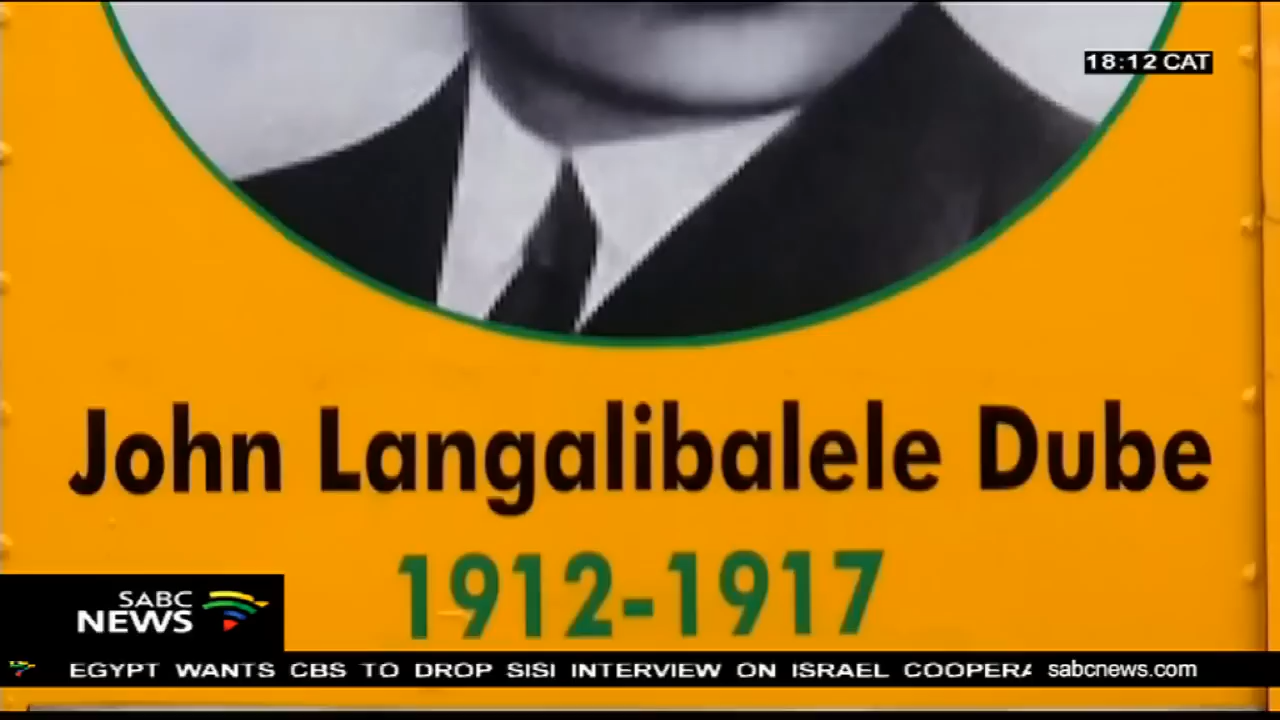 18:12 CAT
John Langalibalele Dube
1912-1917
SABC
NEWS
EGYPT WANTS CBS TO DROP SISI INTERVIEW ON ISRAEL COOPERA
sabcnews.com